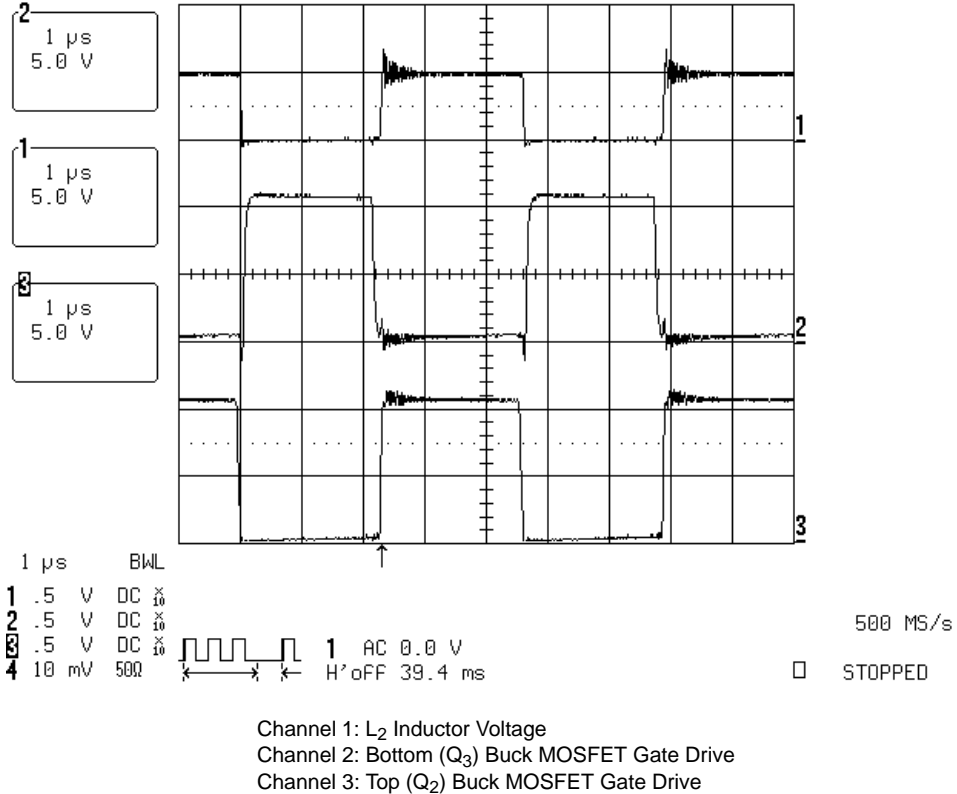 2
1 µs
5.0 V
1
1 µs
5.0 V
3
1 µs
5.0 V
1
2
3
1 µs BWL
1 .5 V DC X10
2 .5 V DC X10
3 .5 V DC X10
4 10 mV 50Ω
1 AC 0.0 V
H'oFF 39.4 ms
500 MS/s
STOPPED
Channel 1: L2 Inductor Voltage
Channel 2: Bottom (Q3) Buck MOSFET Gate Drive
Channel 3: Top (Q2) Buck MOSFET Gate Drive